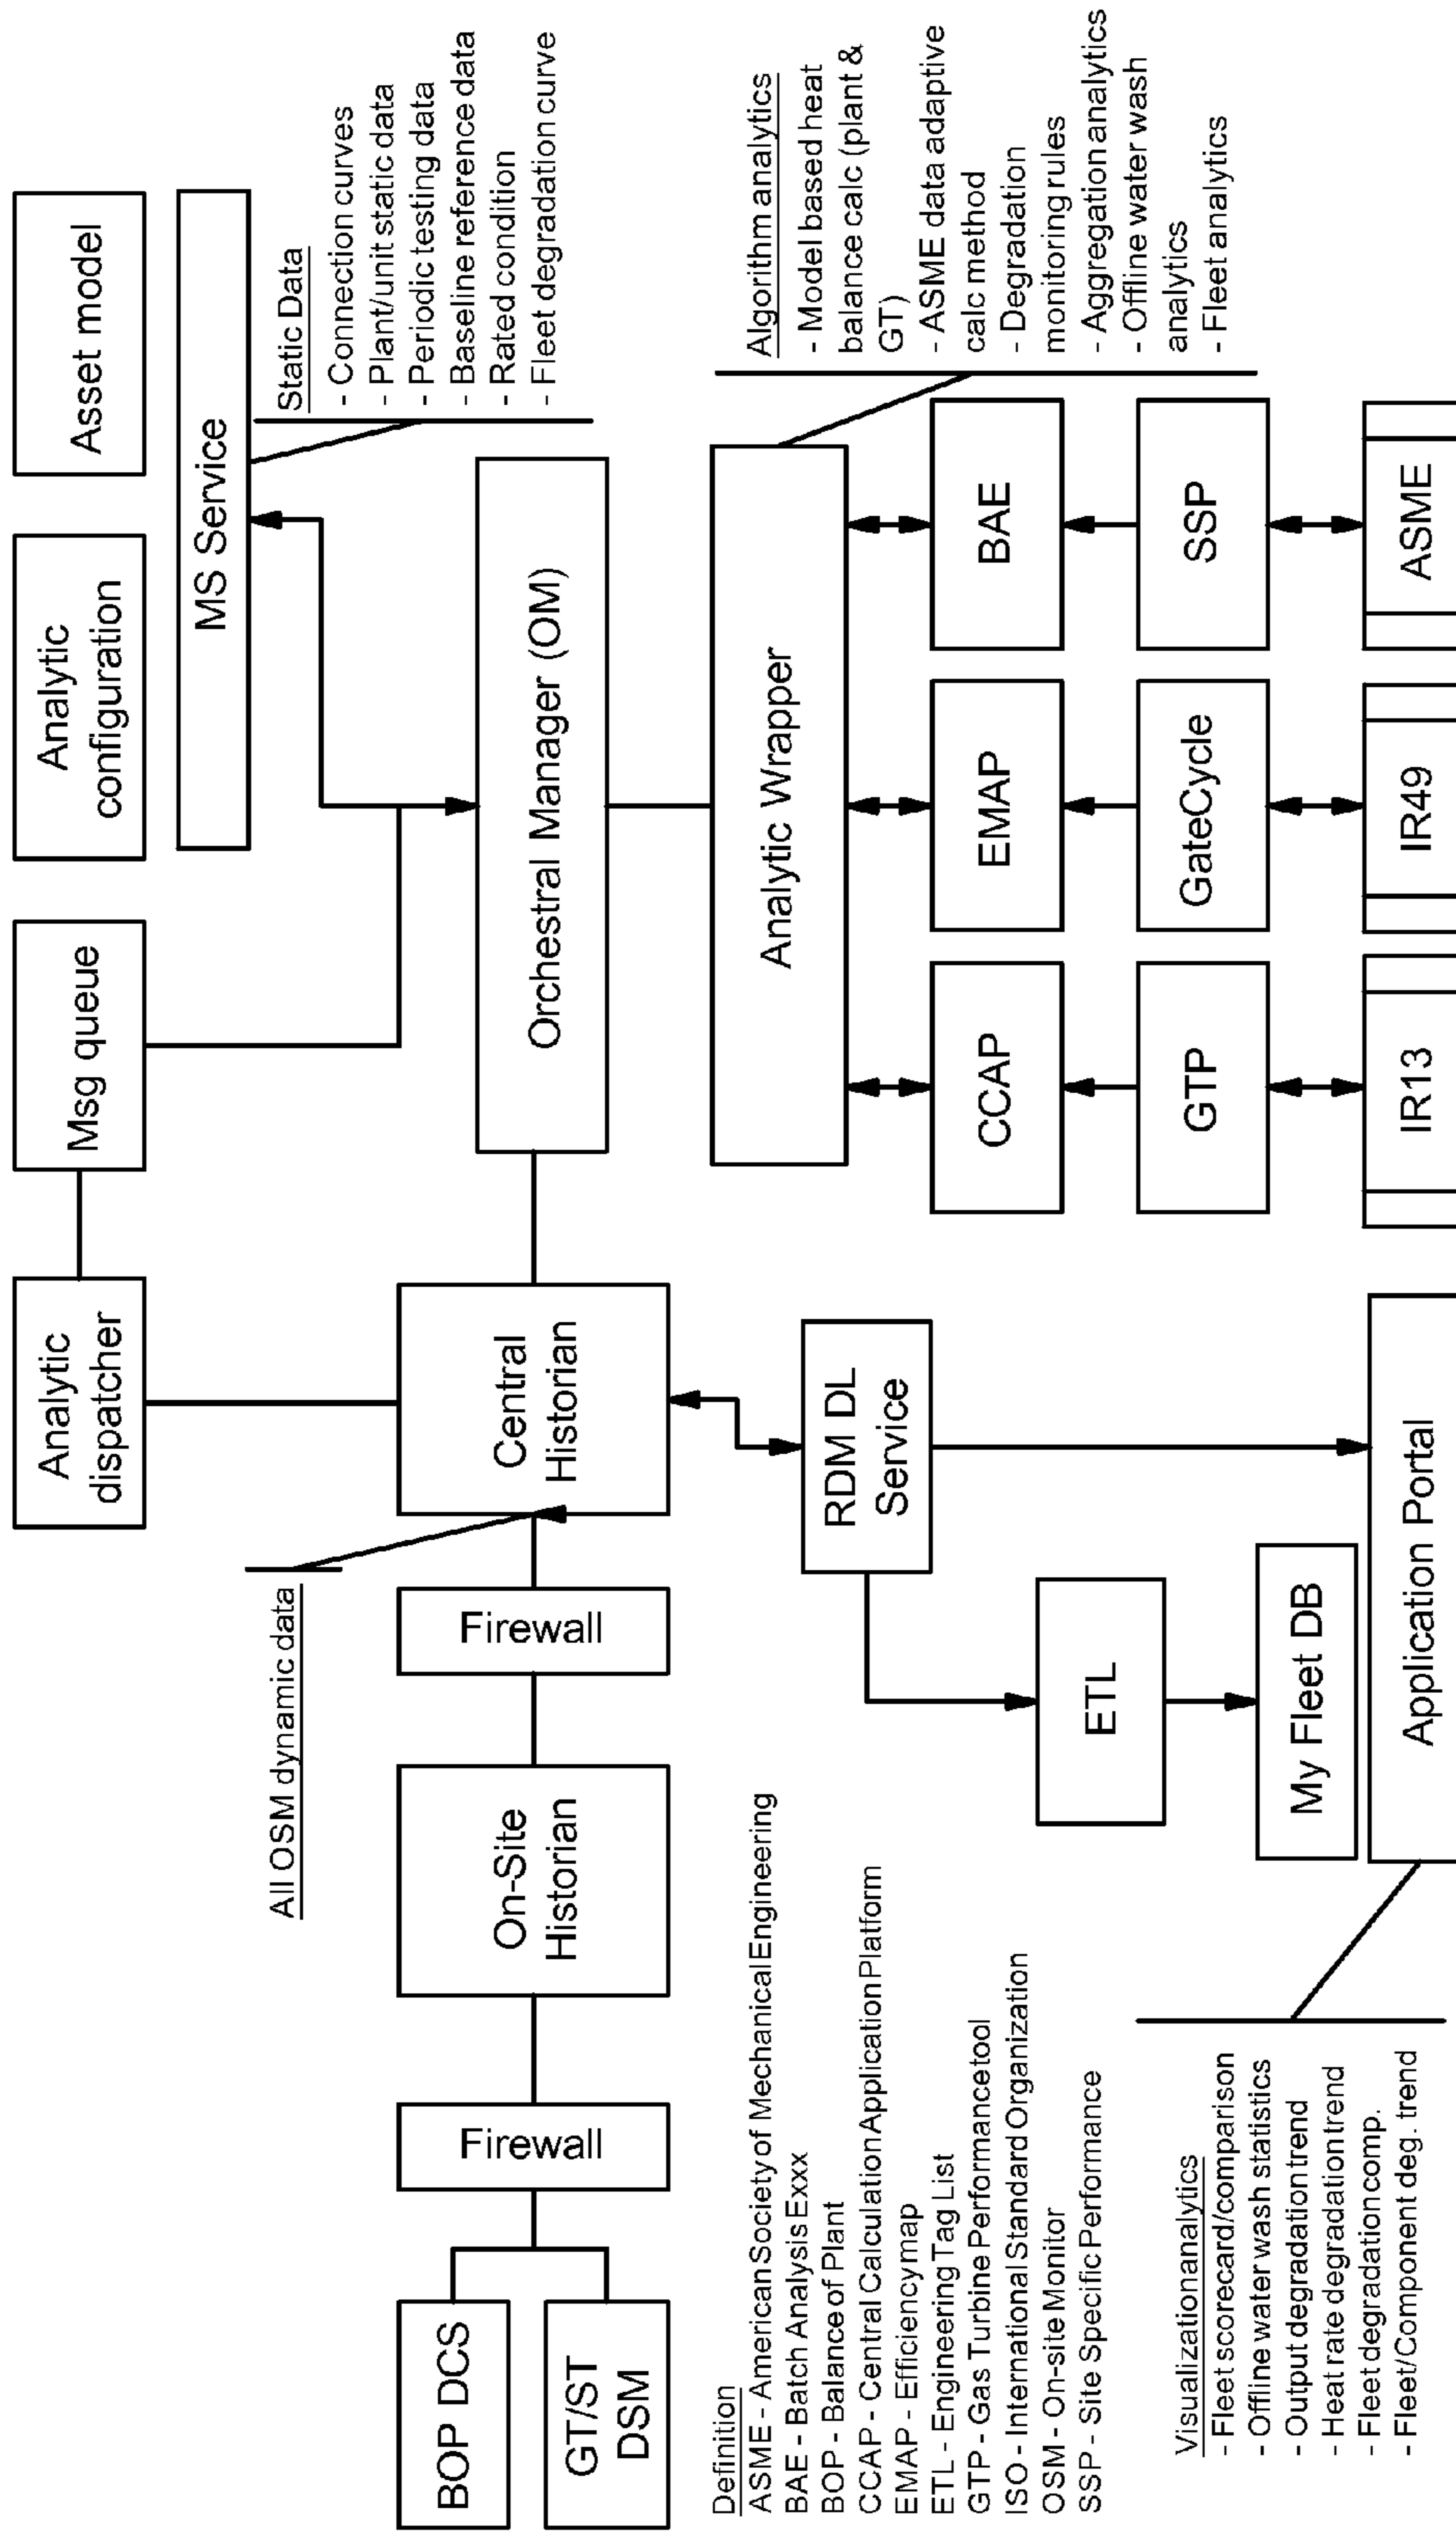 Analytic
dispatcher
Msg queue
Analytic
configuration
Asset model
MS Service
Static Data
- Connection curves
- Plant/unit static data
- Periodic testing data
- Baseline reference data
- Rated condition
- Fleet degradation curve
All OSM dynamic data
BOP DCS
GT/ST
DSM
Firewall
On-Site
Historian
Firewall
Central
Historian
Orchestral Manager (OM)
Analytic Wrapper
Algorithm analytics
- Model based heat
balance calc (plant &
GT)
- ASME data adaptive
calc method
- Degradation
monitoring rules
- Aggregation analytics
- Offline water wash
analytics
- Fleet analytics
RDM DL
Service
CCAP
EMAP
BAE
GTP
GateCycle
SSP
IR13
IR49
ASME
ETL
My Fleet DB
Application Portal
Definition
ASME - American Society of Mechanical Engineering
BAE - Batch Analysis Exxx
BOP - Balance of Plant
CCAP - Central Calculation Application Platform
EMAP - Efficiency map
ETL - Engineering Tag List
GTP - Gas Turbine Performance tool
ISO - International Standard Organization
OSM - On-site Monitor
SSP - Site Specific Performance
Visualization analytics
- Fleet scorecard/comparison
- Offline water wash statistics
- Output degradation trend
- Heat rate degradation trend
- Fleet degradation comp.
- Fleet/Component deg. trend